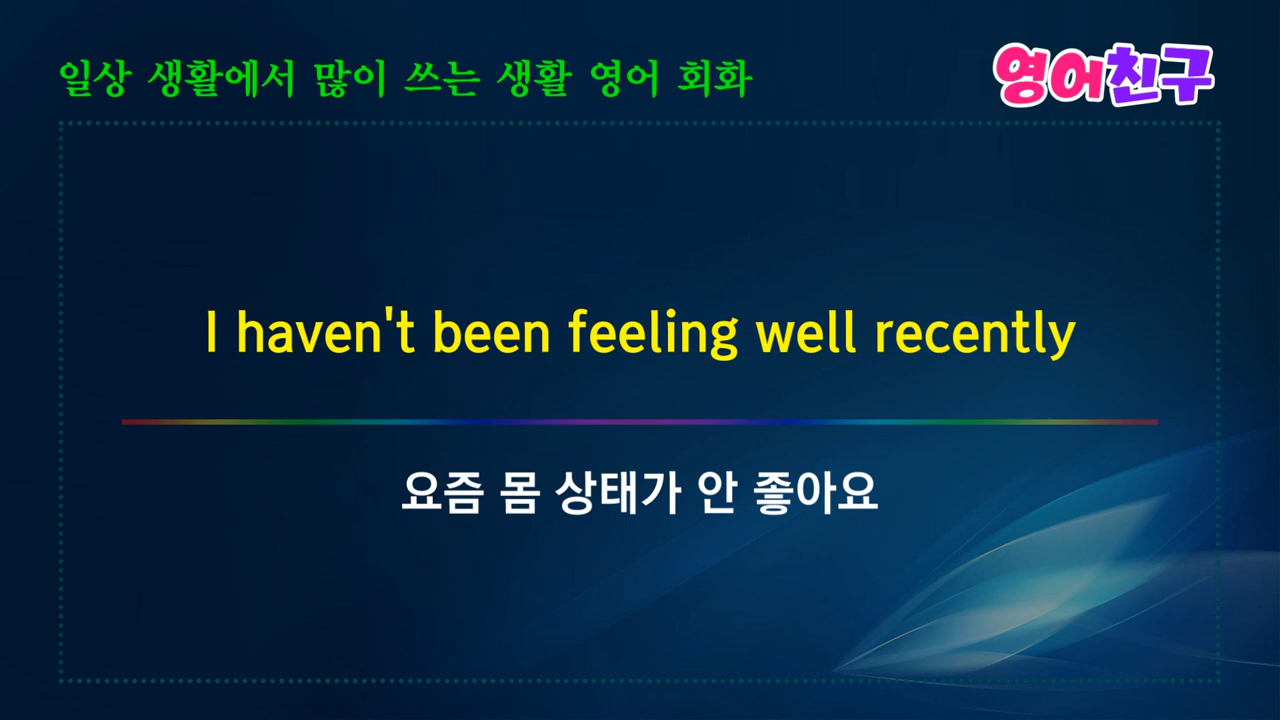 일상 생활에서 많이 쓰는 생활 영어 회화
영어친구
I haven't been feeling well recently
요즘 몸 상태가 안 좋아요